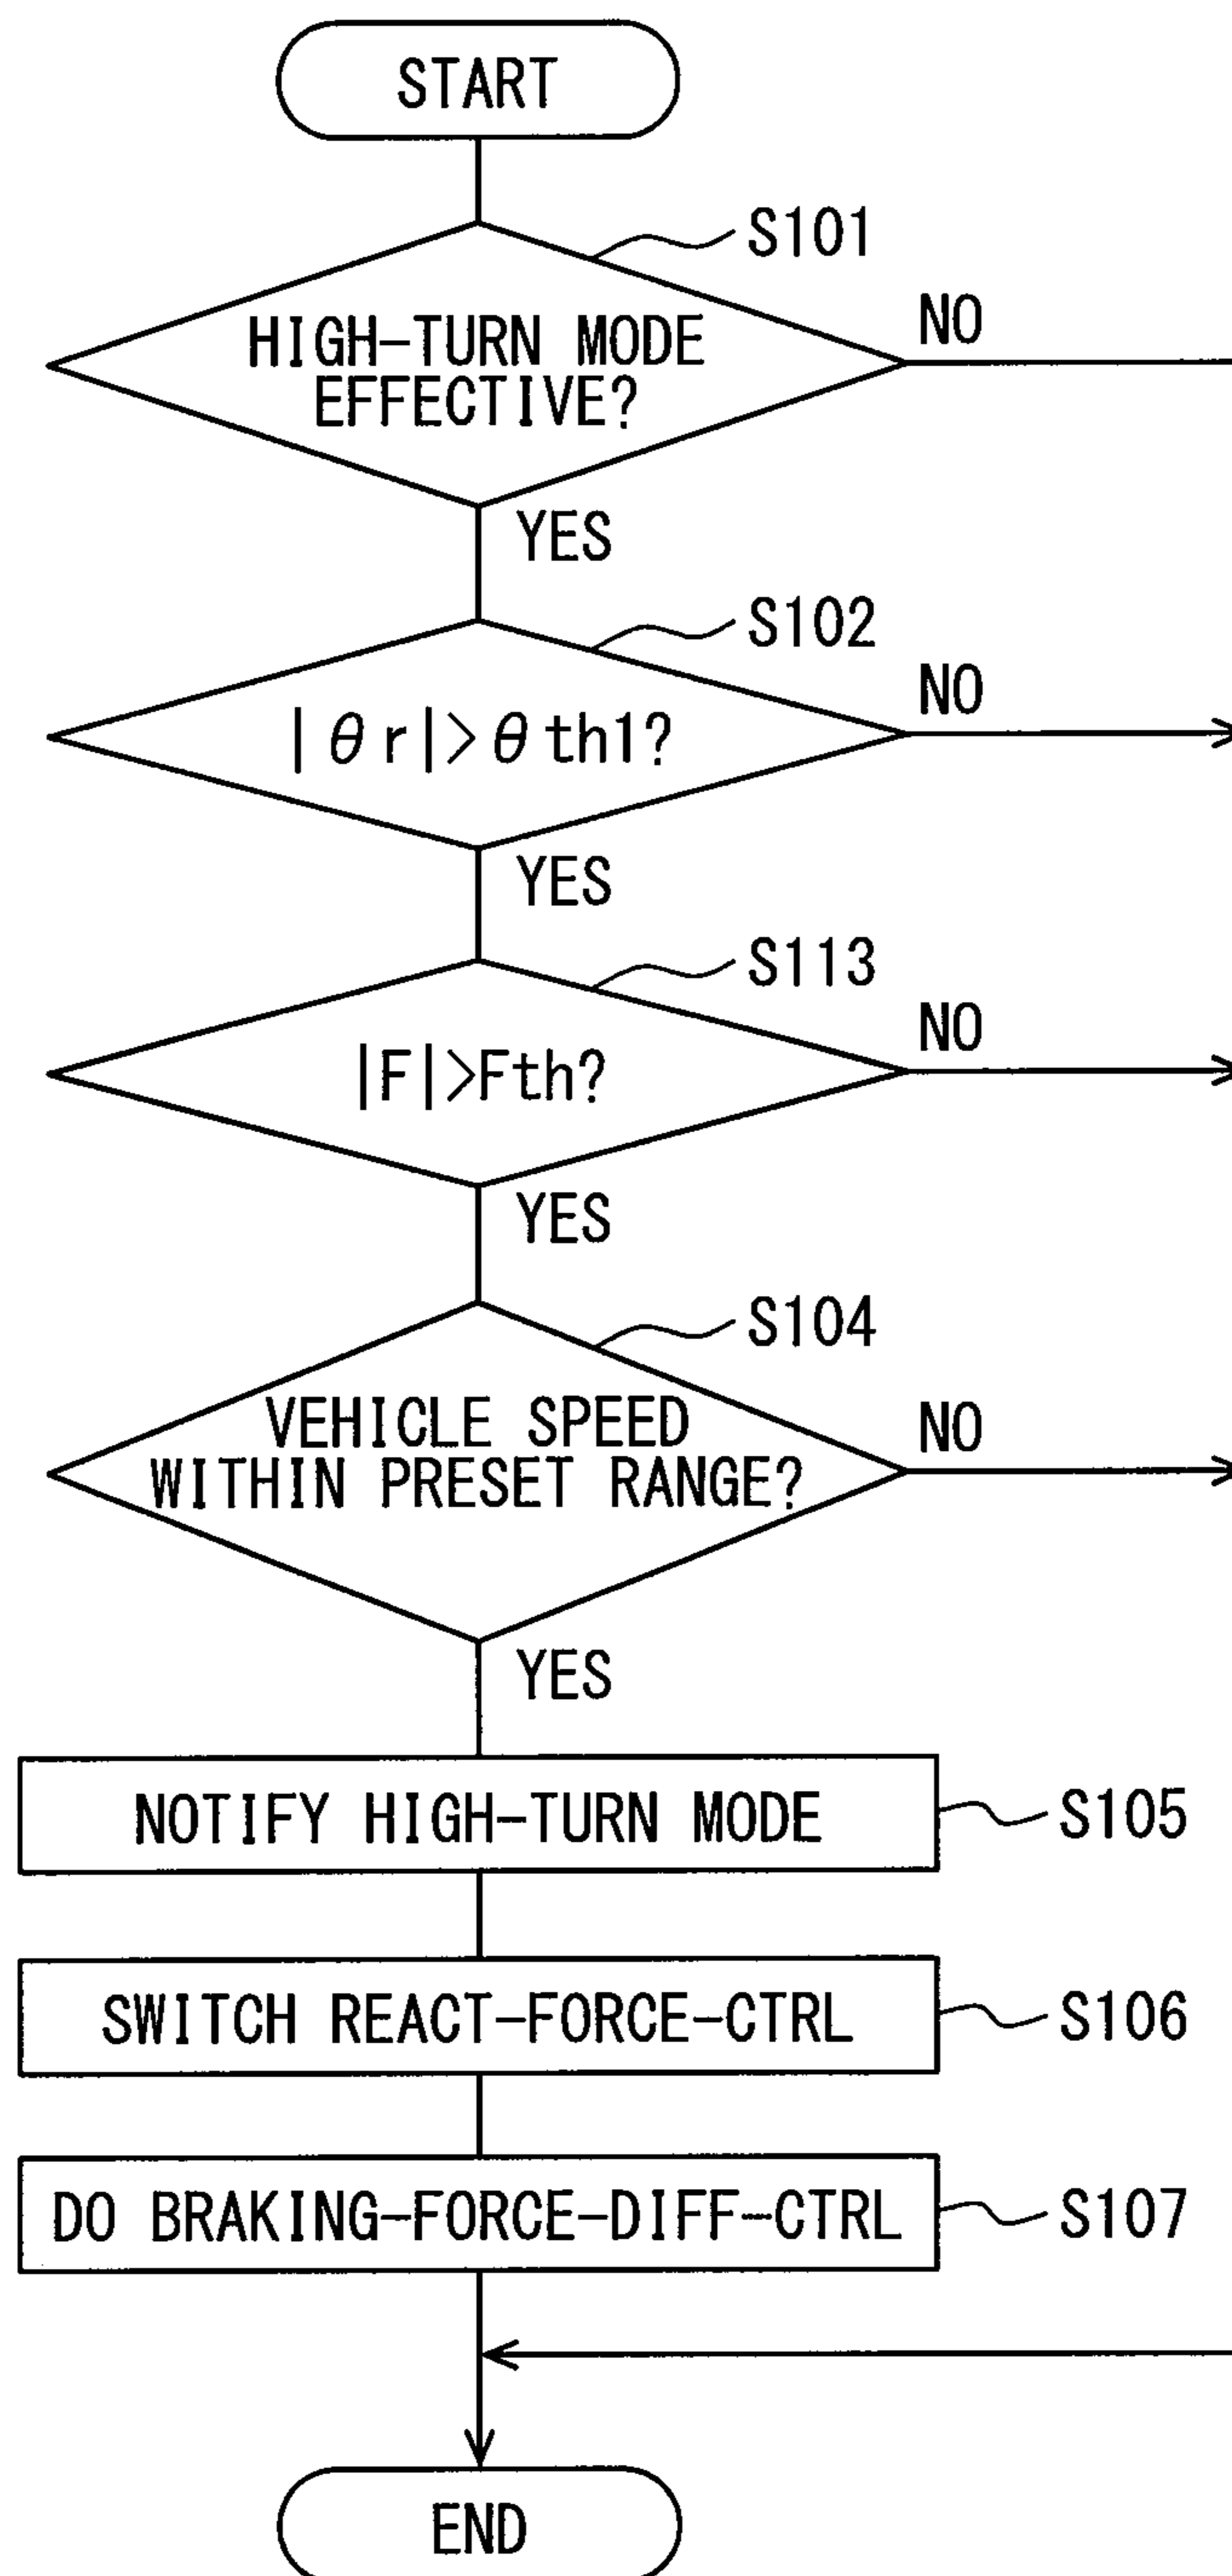 START
S101
HIGH-TURN MODE
EFFECTIVE?
NO
YES
S102
|θr|>θth1?
NO
YES
S113
|F|>Fth?
NO
YES
S104
VEHICLE SPEED
WITHIN PRESET RANGE?
NO
YES
NOTIFY HIGH-TURN MODE
S105
SWITCH REACT-FORCE-CTRL
S106
DO BRAKING-FORCE-DIFF-CTRL
S107
END